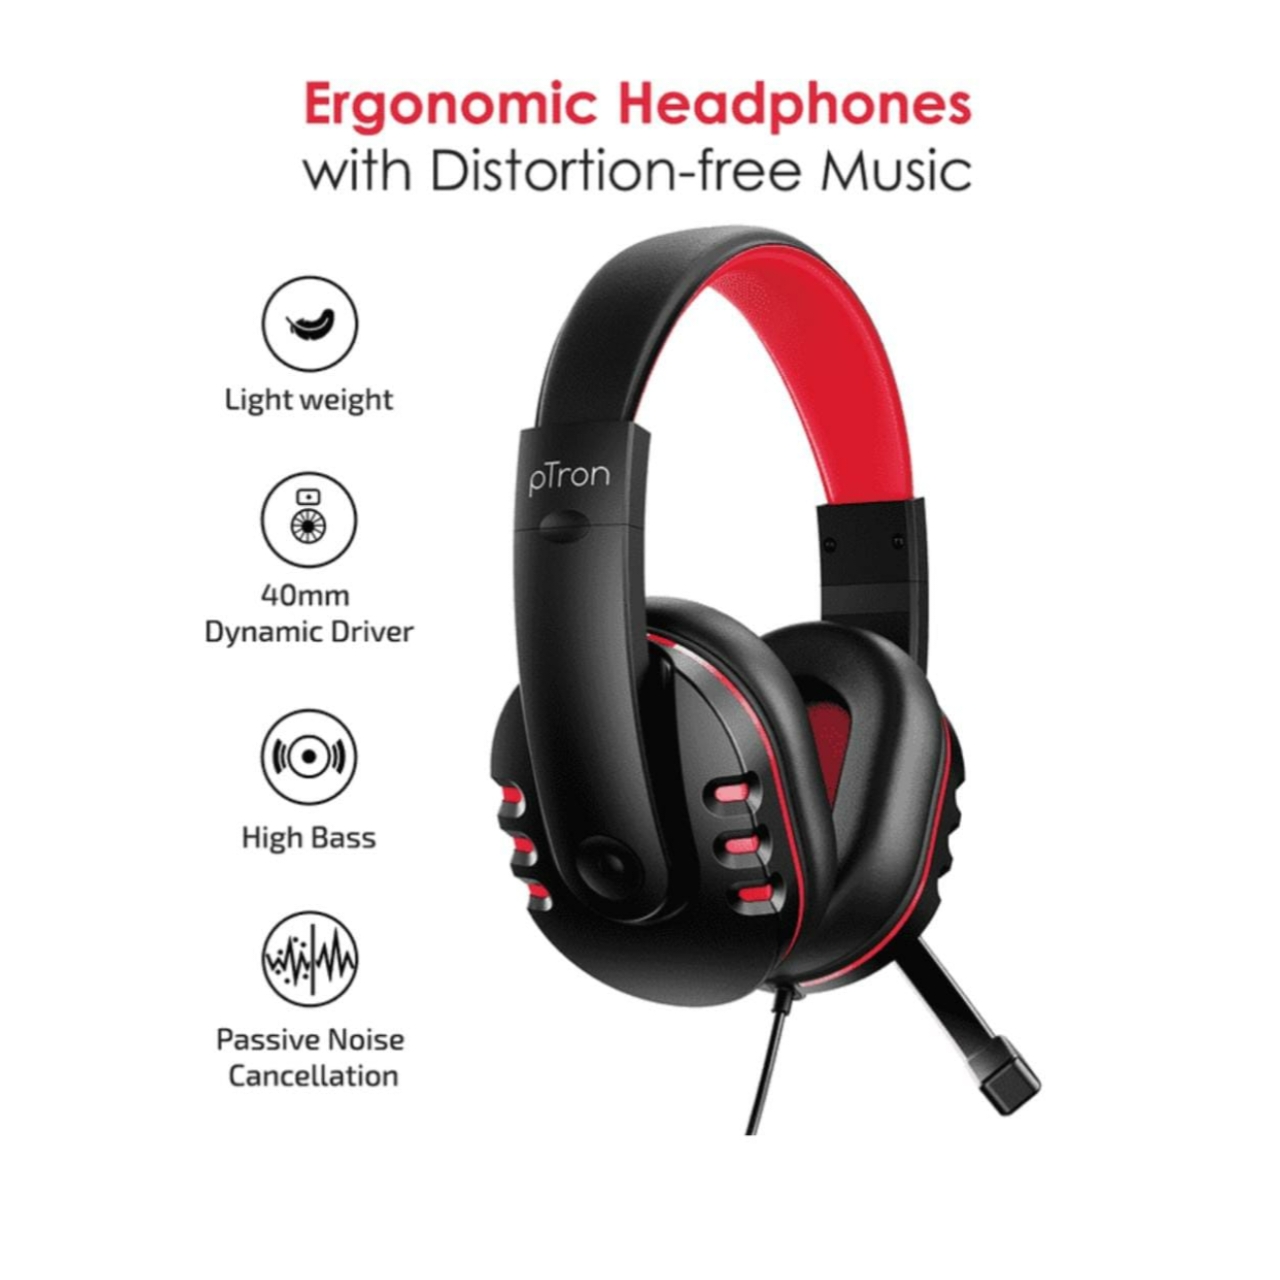 Ergonomic Headphones
with Distortion-free Music
Light weight
pTron
40mm
Dynamic Driver
High Bass
Passive Noise
Cancellation